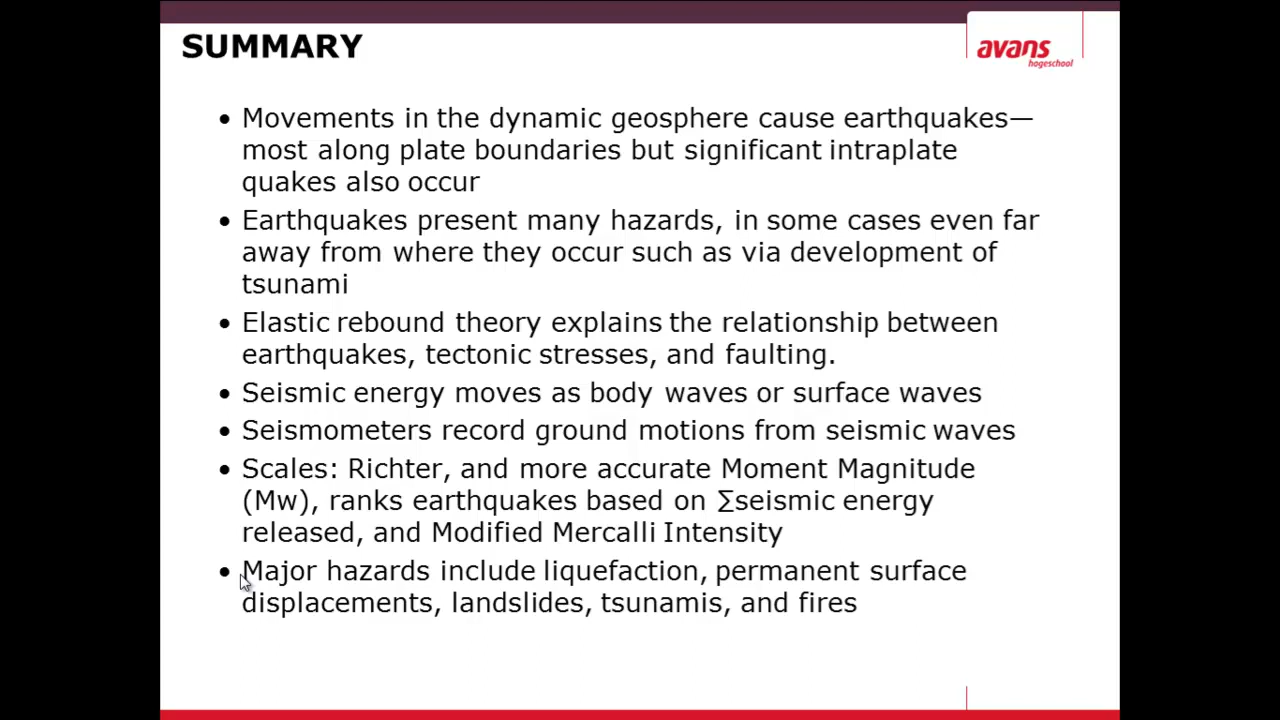 SUMMARY
avans
hogeschool
• Movements in the dynamic geosphere cause earthquakes—
most along plate boundaries but significant intraplate
quakes also occur
• Earthquakes present many hazards, in some cases even far
away from where they occur such as via development of
tsunami
• Elastic rebound theory explains the relationship between
earthquakes, tectonic stresses, and faulting.
• Seismic energy moves as body waves or surface waves
• Seismometers record ground motions from seismic waves
• Scales: Richter, and more accurate Moment Magnitude
(Mw), ranks earthquakes based on ∑seismic energy
released, and Modified Mercalli Intensity
• Major hazards include liquefaction, permanent surface
displacements, landslides, tsunamis, and fires